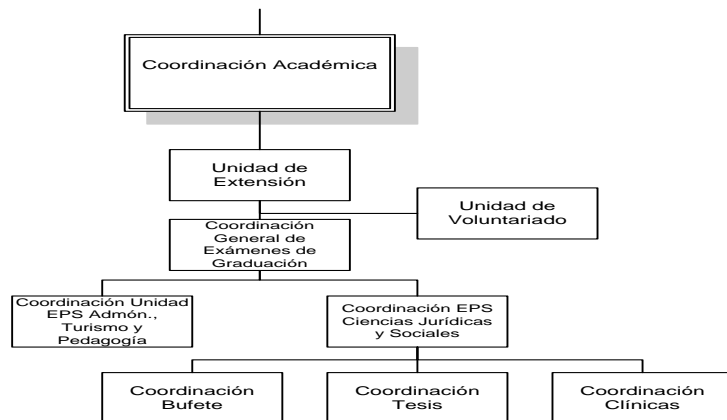 Coordinación Académica
Unidad de
Extensión
Unidad de
Voluntariado
Coordinación
General de
Exámenes de
Graduación
Coordinación Unidad
EPS Admón.,
Turismo y
Pedagogía
Coordinación EPS
Ciencias Jurídicas
y Sociales
Coordinación
Bufete
Coordinación
Tesis
Coordinación
Clínicas